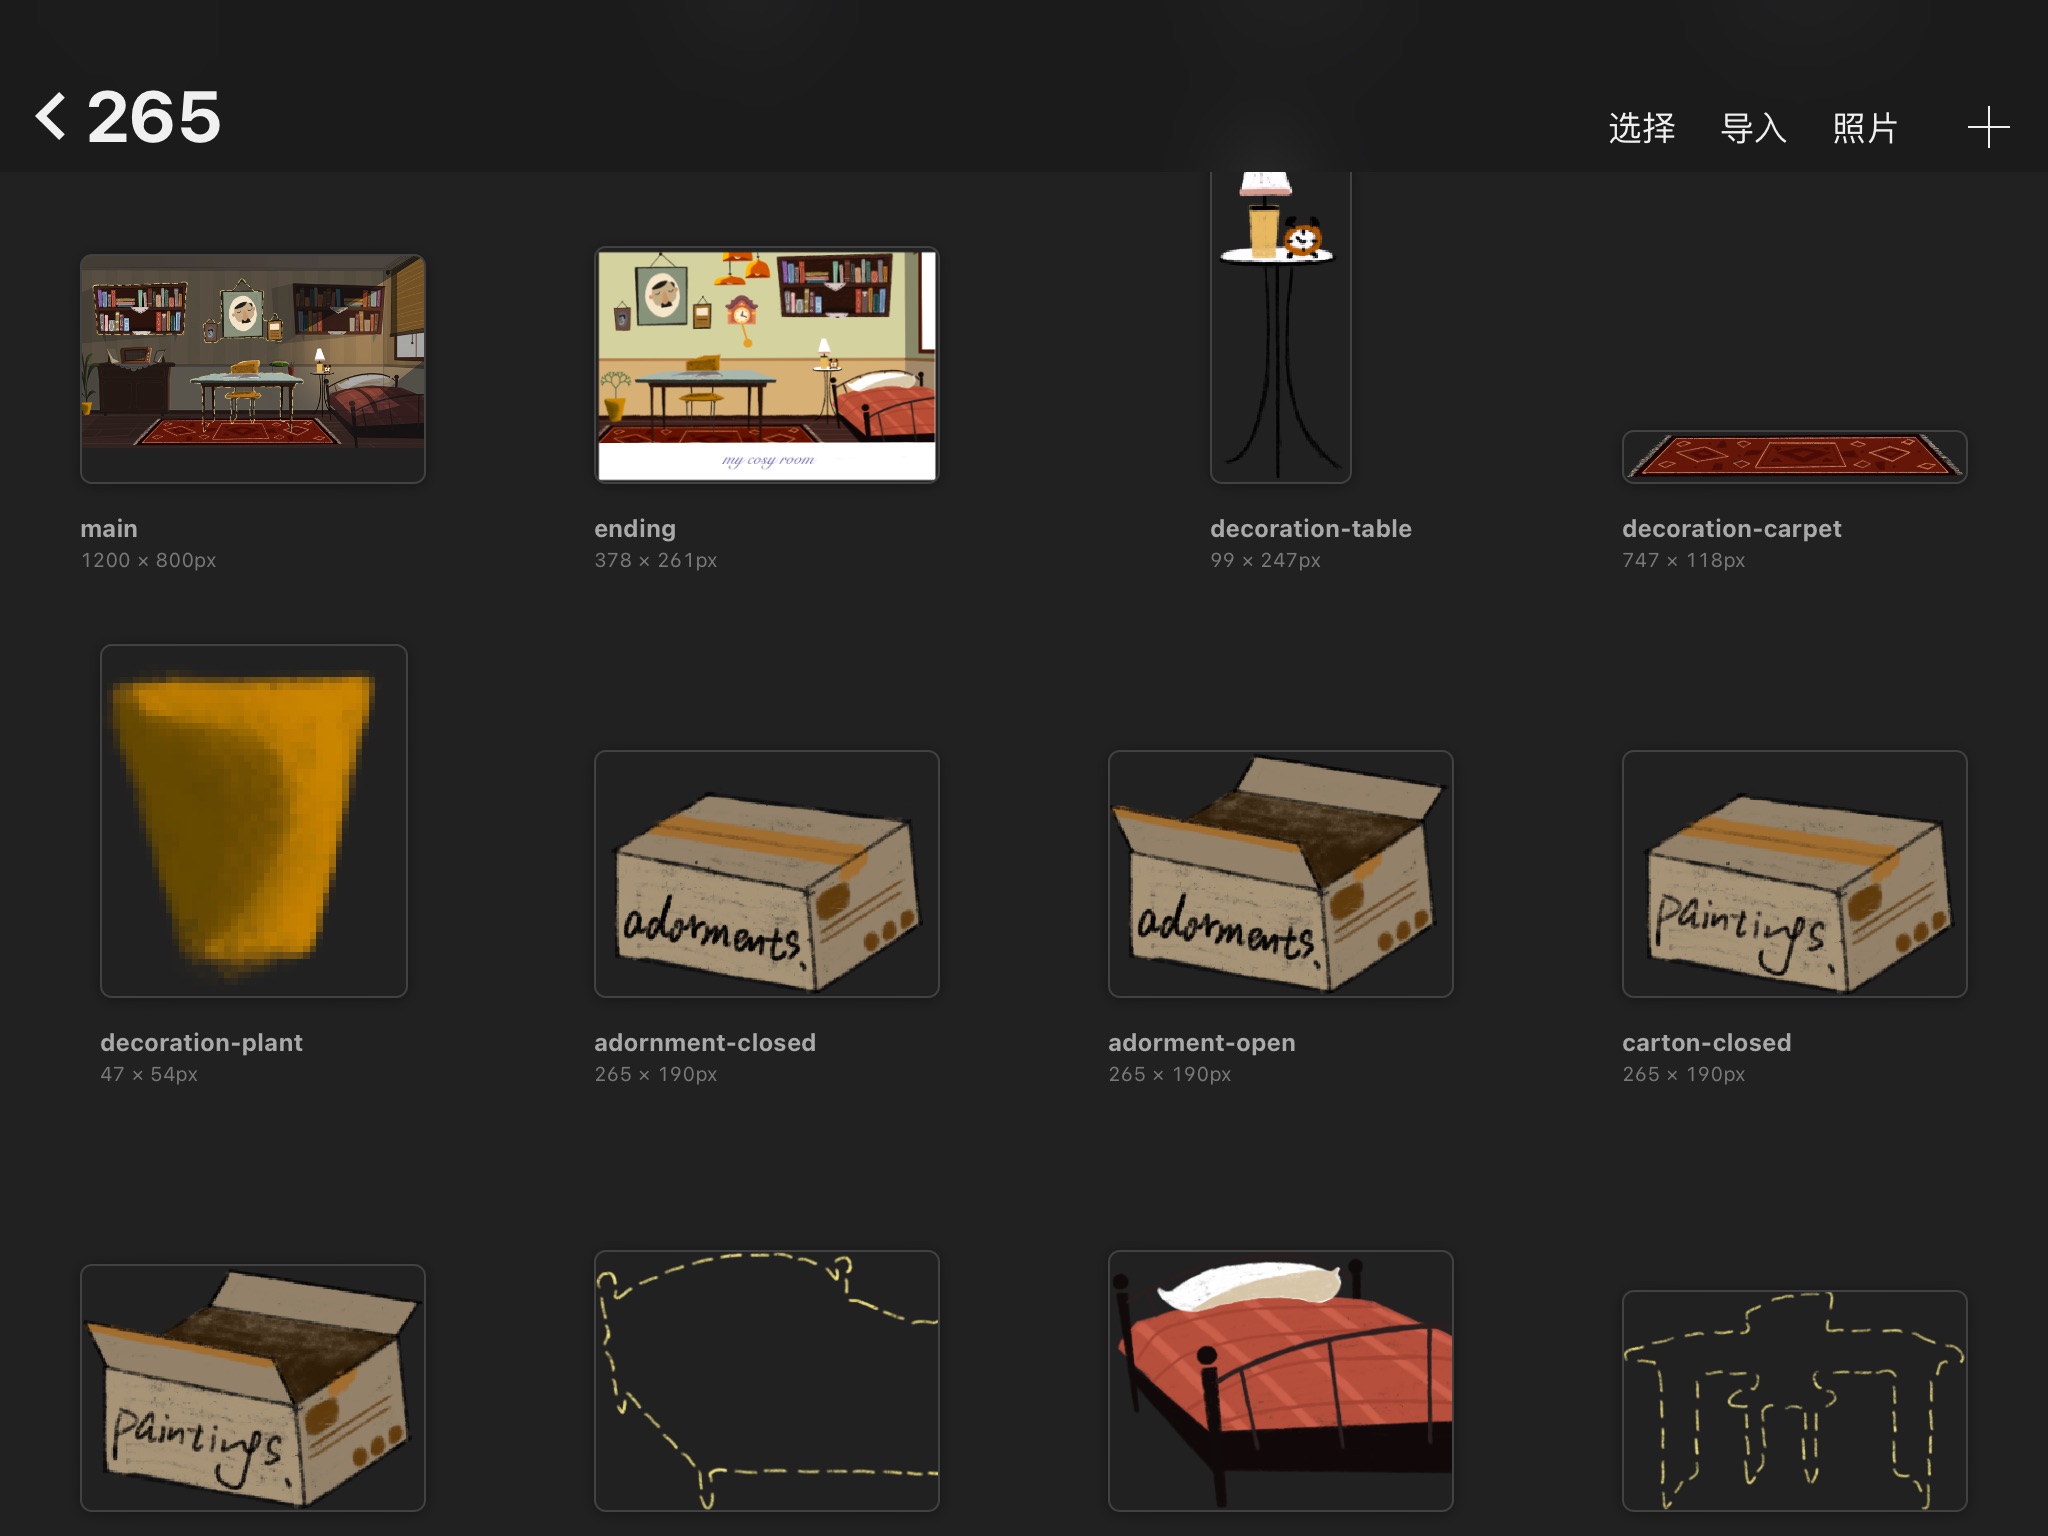 265
选择 导入 照片
my cosy room
main
1200 × 800px
ending
378 × 261px
decoration-table
99 × 247px
decoration-carpet
747 × 118px
adorments.
adorments.
paintings.
decoration-plant
47 × 54px
adornment-closed
265 × 190px
adorment-open
265 × 190px
carton-closed
265 × 190px
paintings.